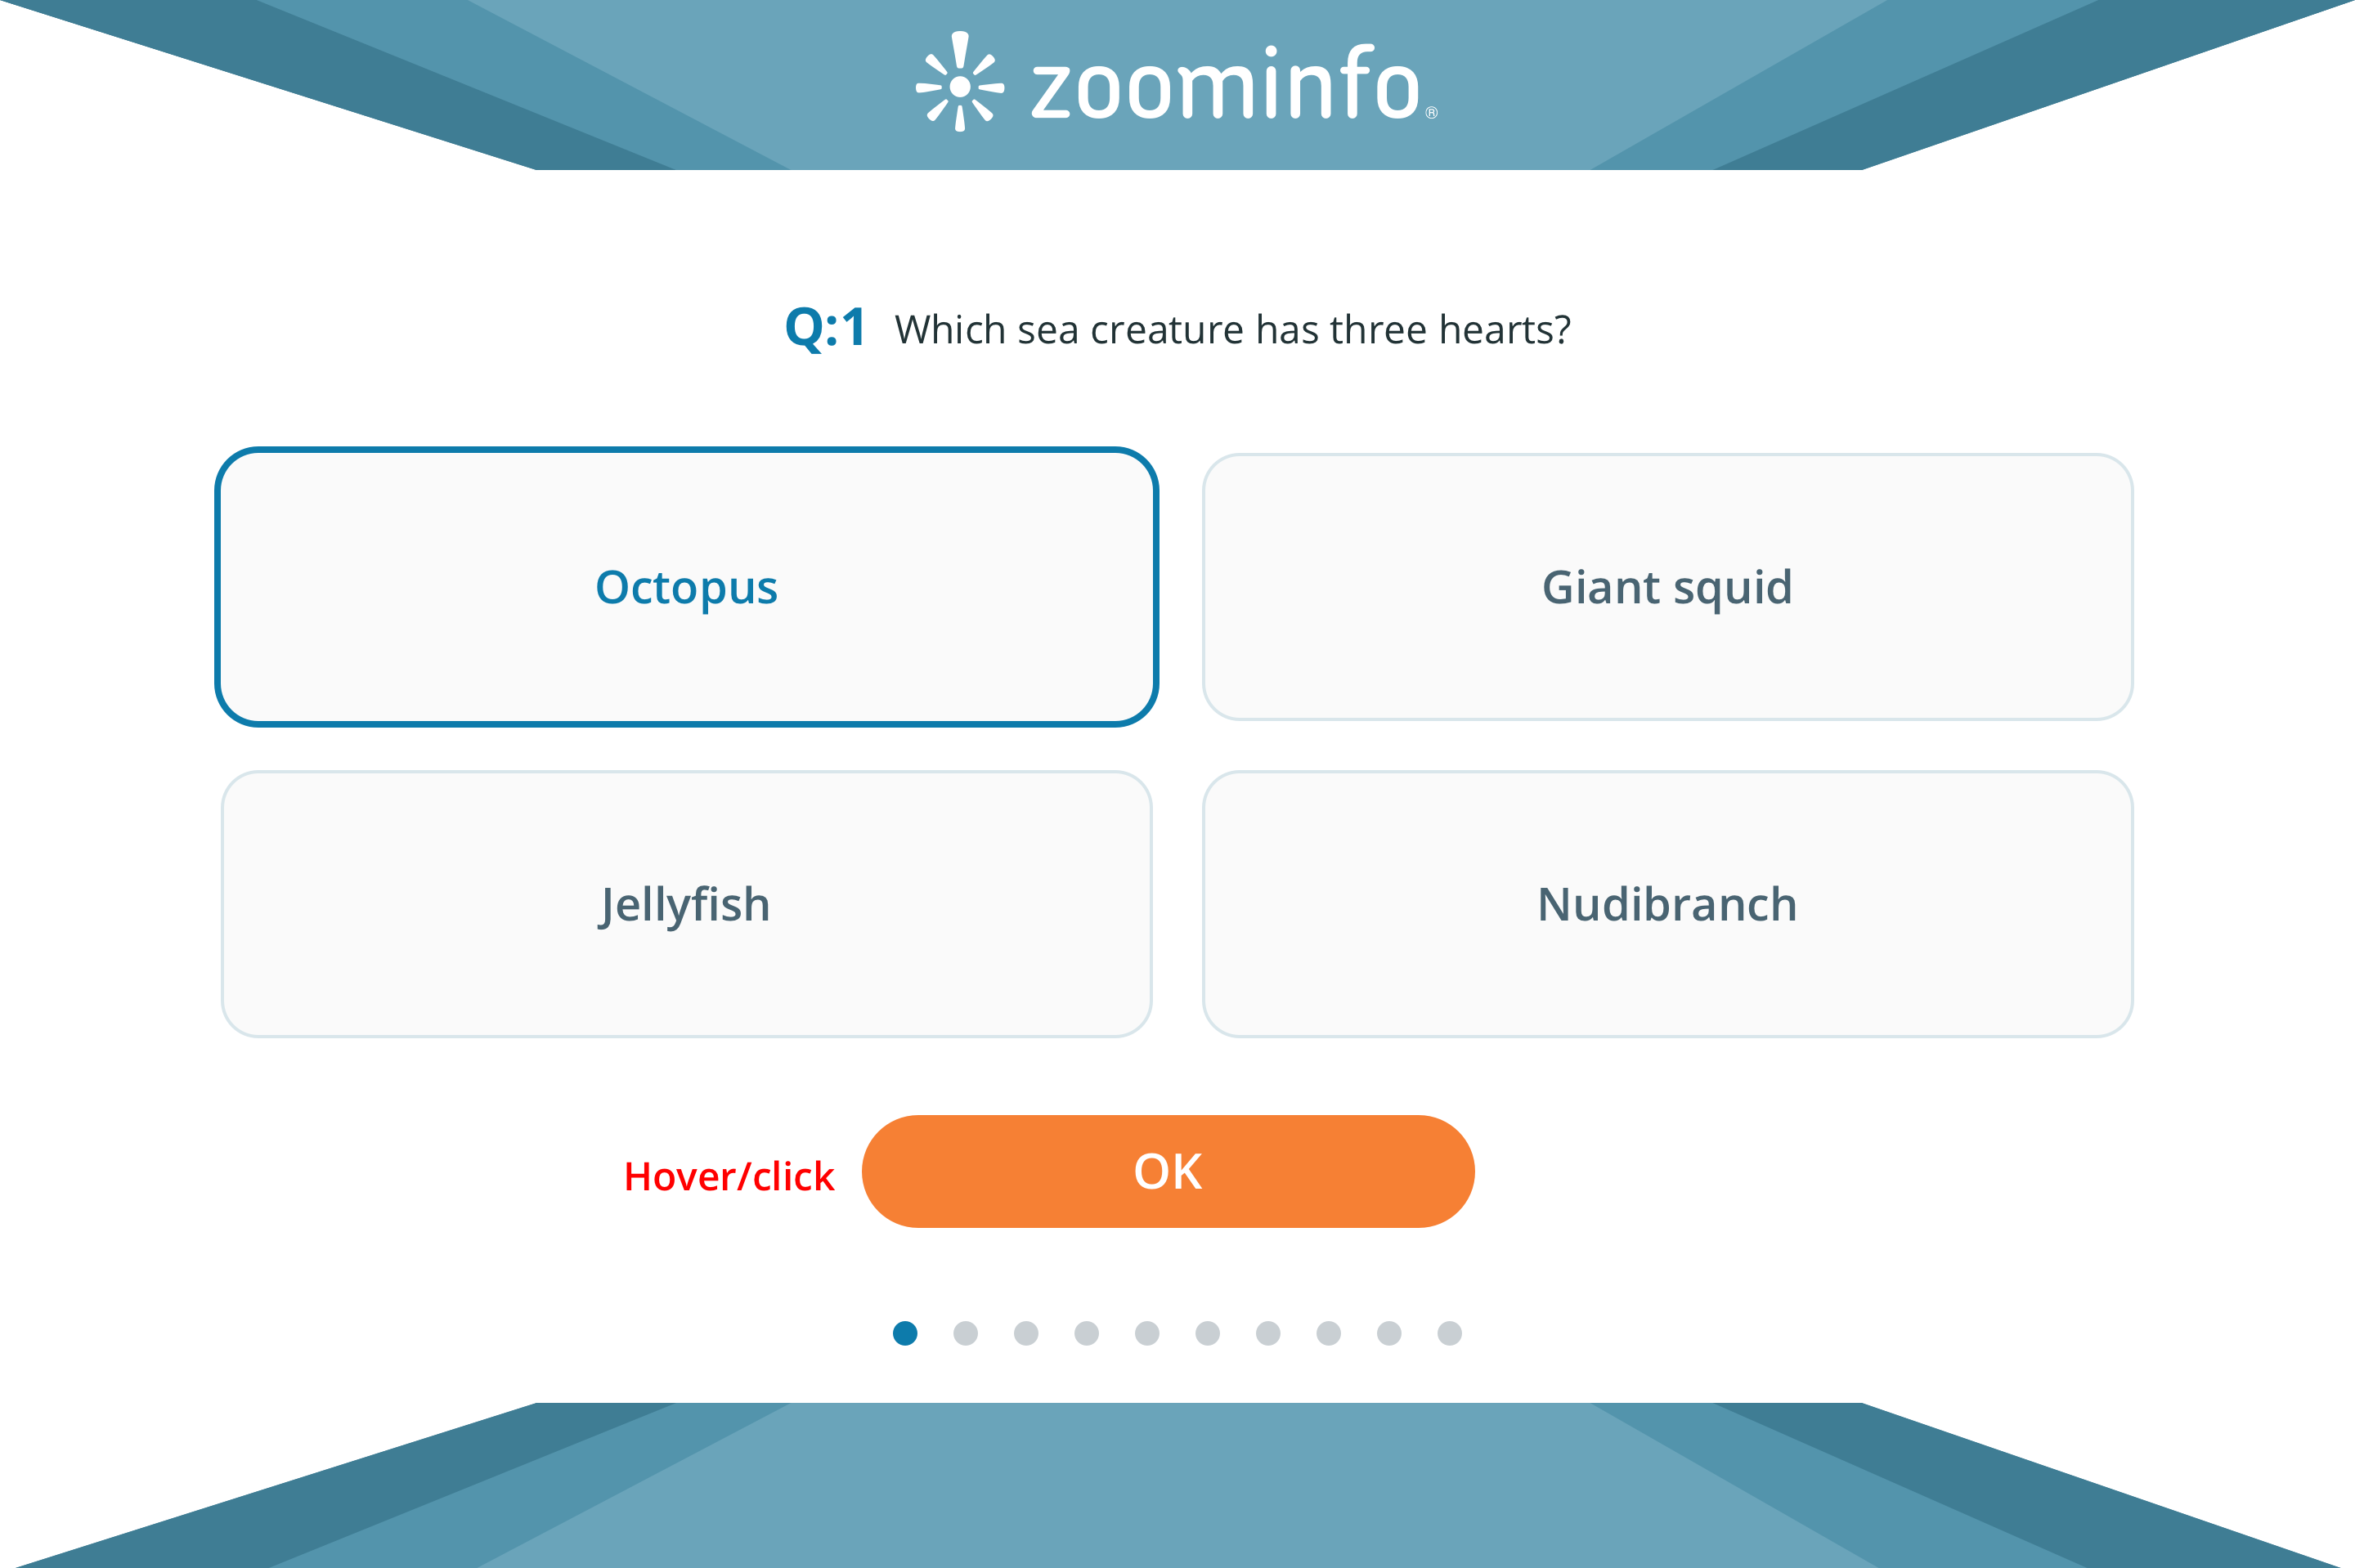 zoominfo®
Q:1 Which sea creature has three hearts?
Octopus
Giant squid
Jellyfish
Nudibranch
Hover/click
OK